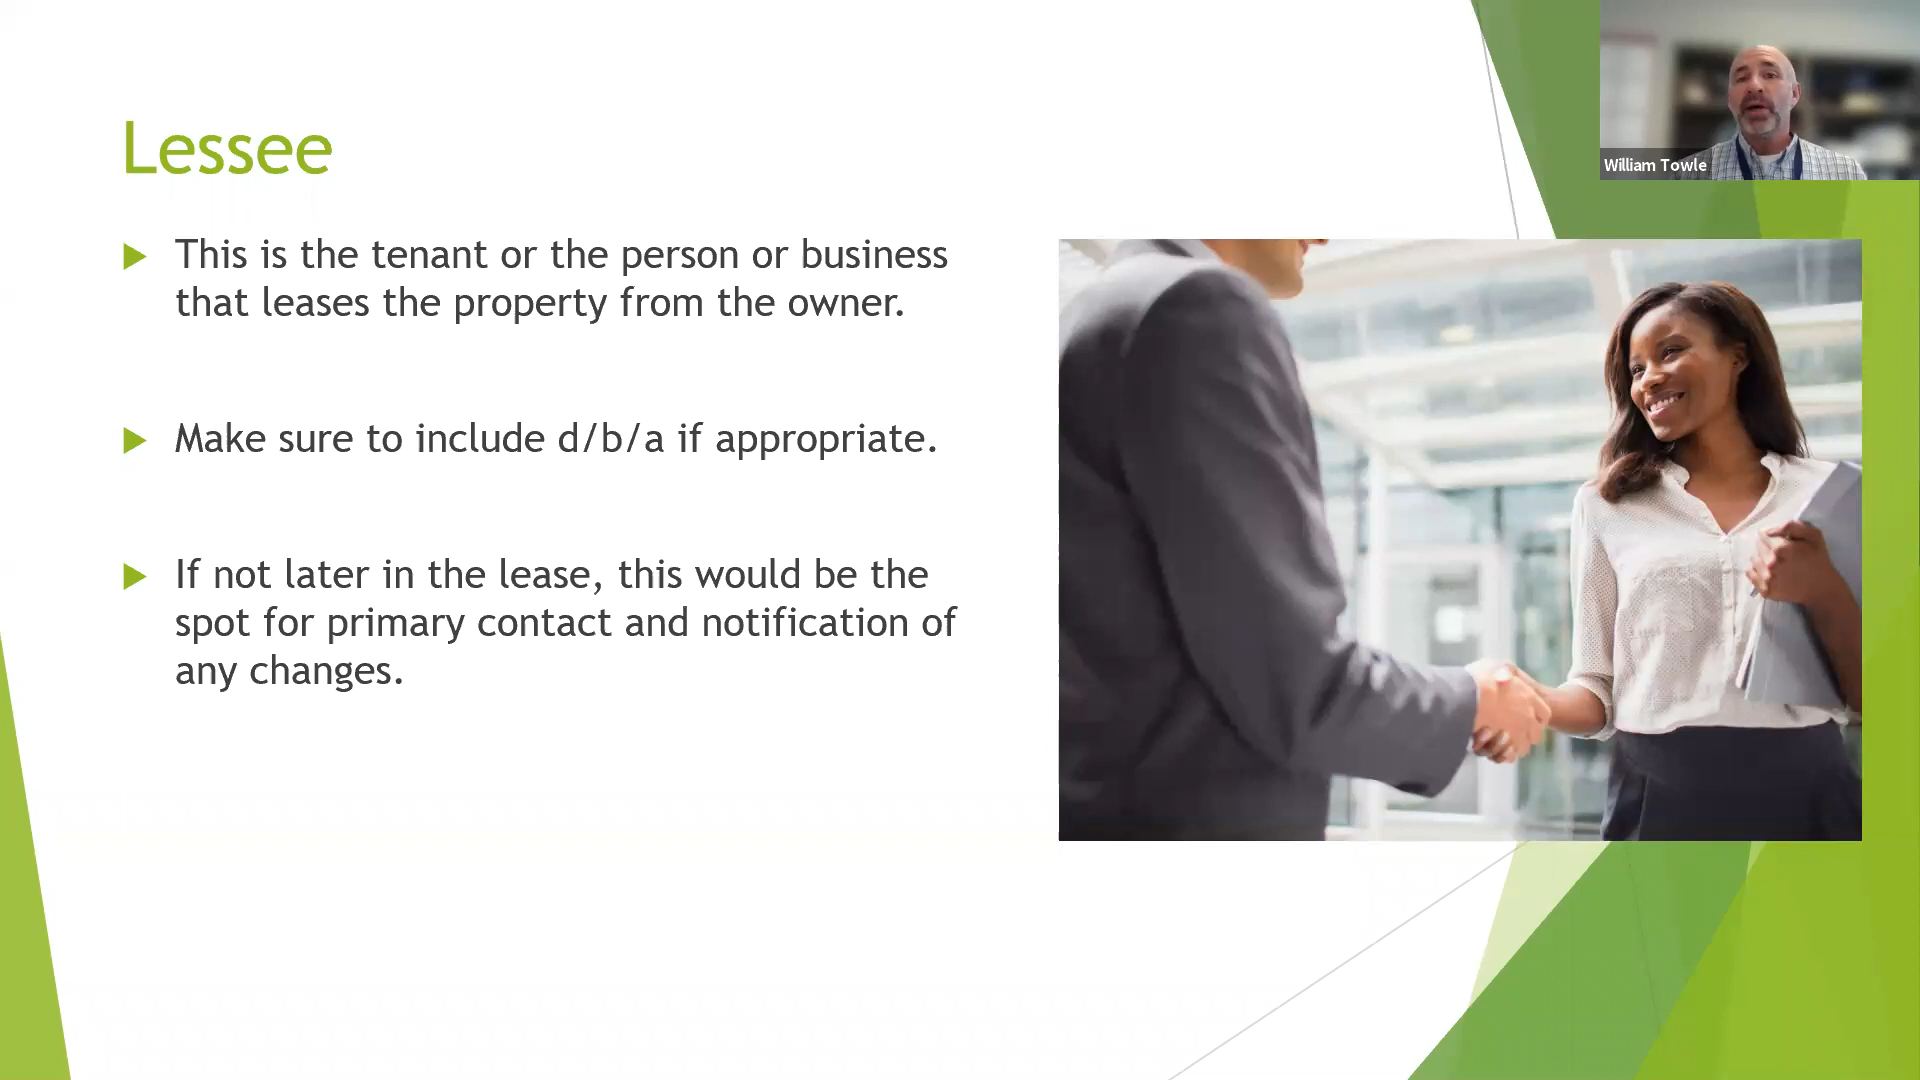 Lessee
This is the tenant or the person or business
that leases the property from the owner.
Make sure to include d/b/a if appropriate.
If not later in the lease, this would be the
spot for primary contact and notification of
any changes.
William Towle